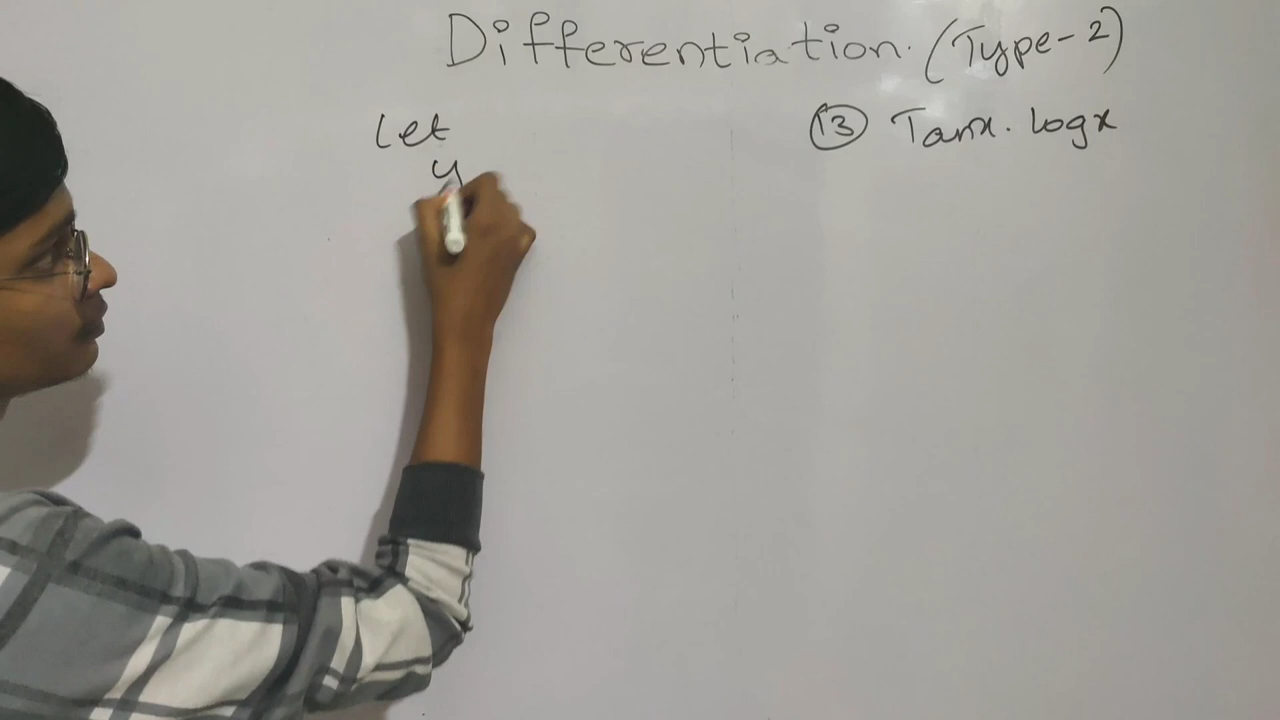 Differentiation. (Type-2)
Let
y
(13) Tanx. logx